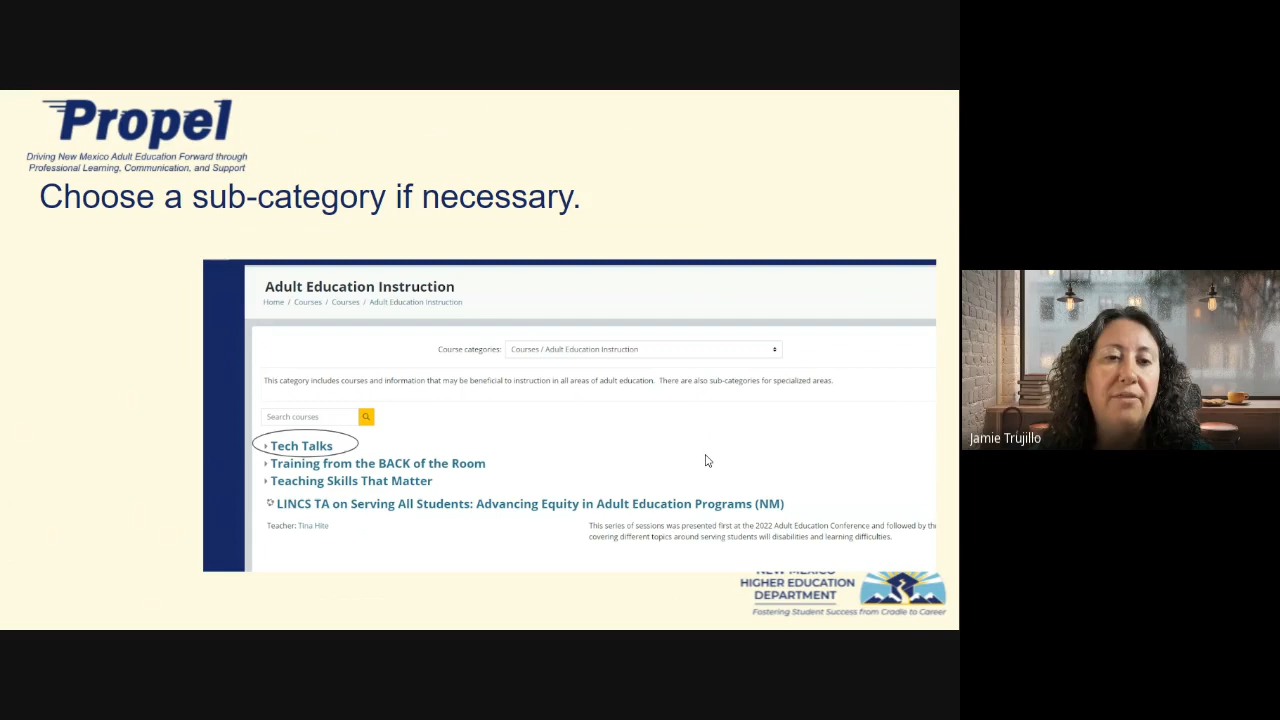 Propel
Driving New Mexico Adult Education Forward through
Professional Learning, Communication, and Support
Choose a sub-category if necessary.
Adult Education Instruction
Home / Courses / Courses / Adult Education Instruction
Course categories: Courses / Adult Education Instruction
This category includes courses and information that may be beneficial to instruction in all areas of adult education. There are also sub-categories for specialized areas.
Search courses
Tech Talks
Training from the BACK of the Room
Teaching Skills That Matter
LINCS TA on Serving All Students: Advancing Equity in Adult Education Programs (NM)
Teacher: Tina Hite
This series of sessions was presented first at the 2022 Adult Education Conference and followed by the
covering different topics around serving students will disabilities and learning difficulties.
NEW MEXICO
HIGHER EDUCATION
DEPARTMENT
Fostering Student Success from Cradle to Career
Jamie Trujillo